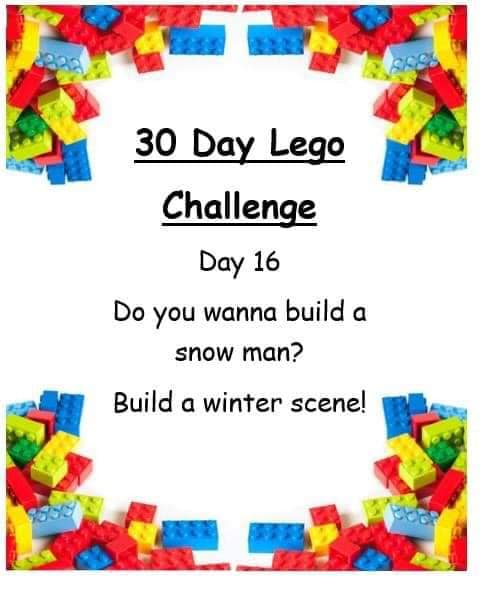 30 Day Lego
Challenge
Day 16
Do you wanna build a
snow man?
Build a winter scene!